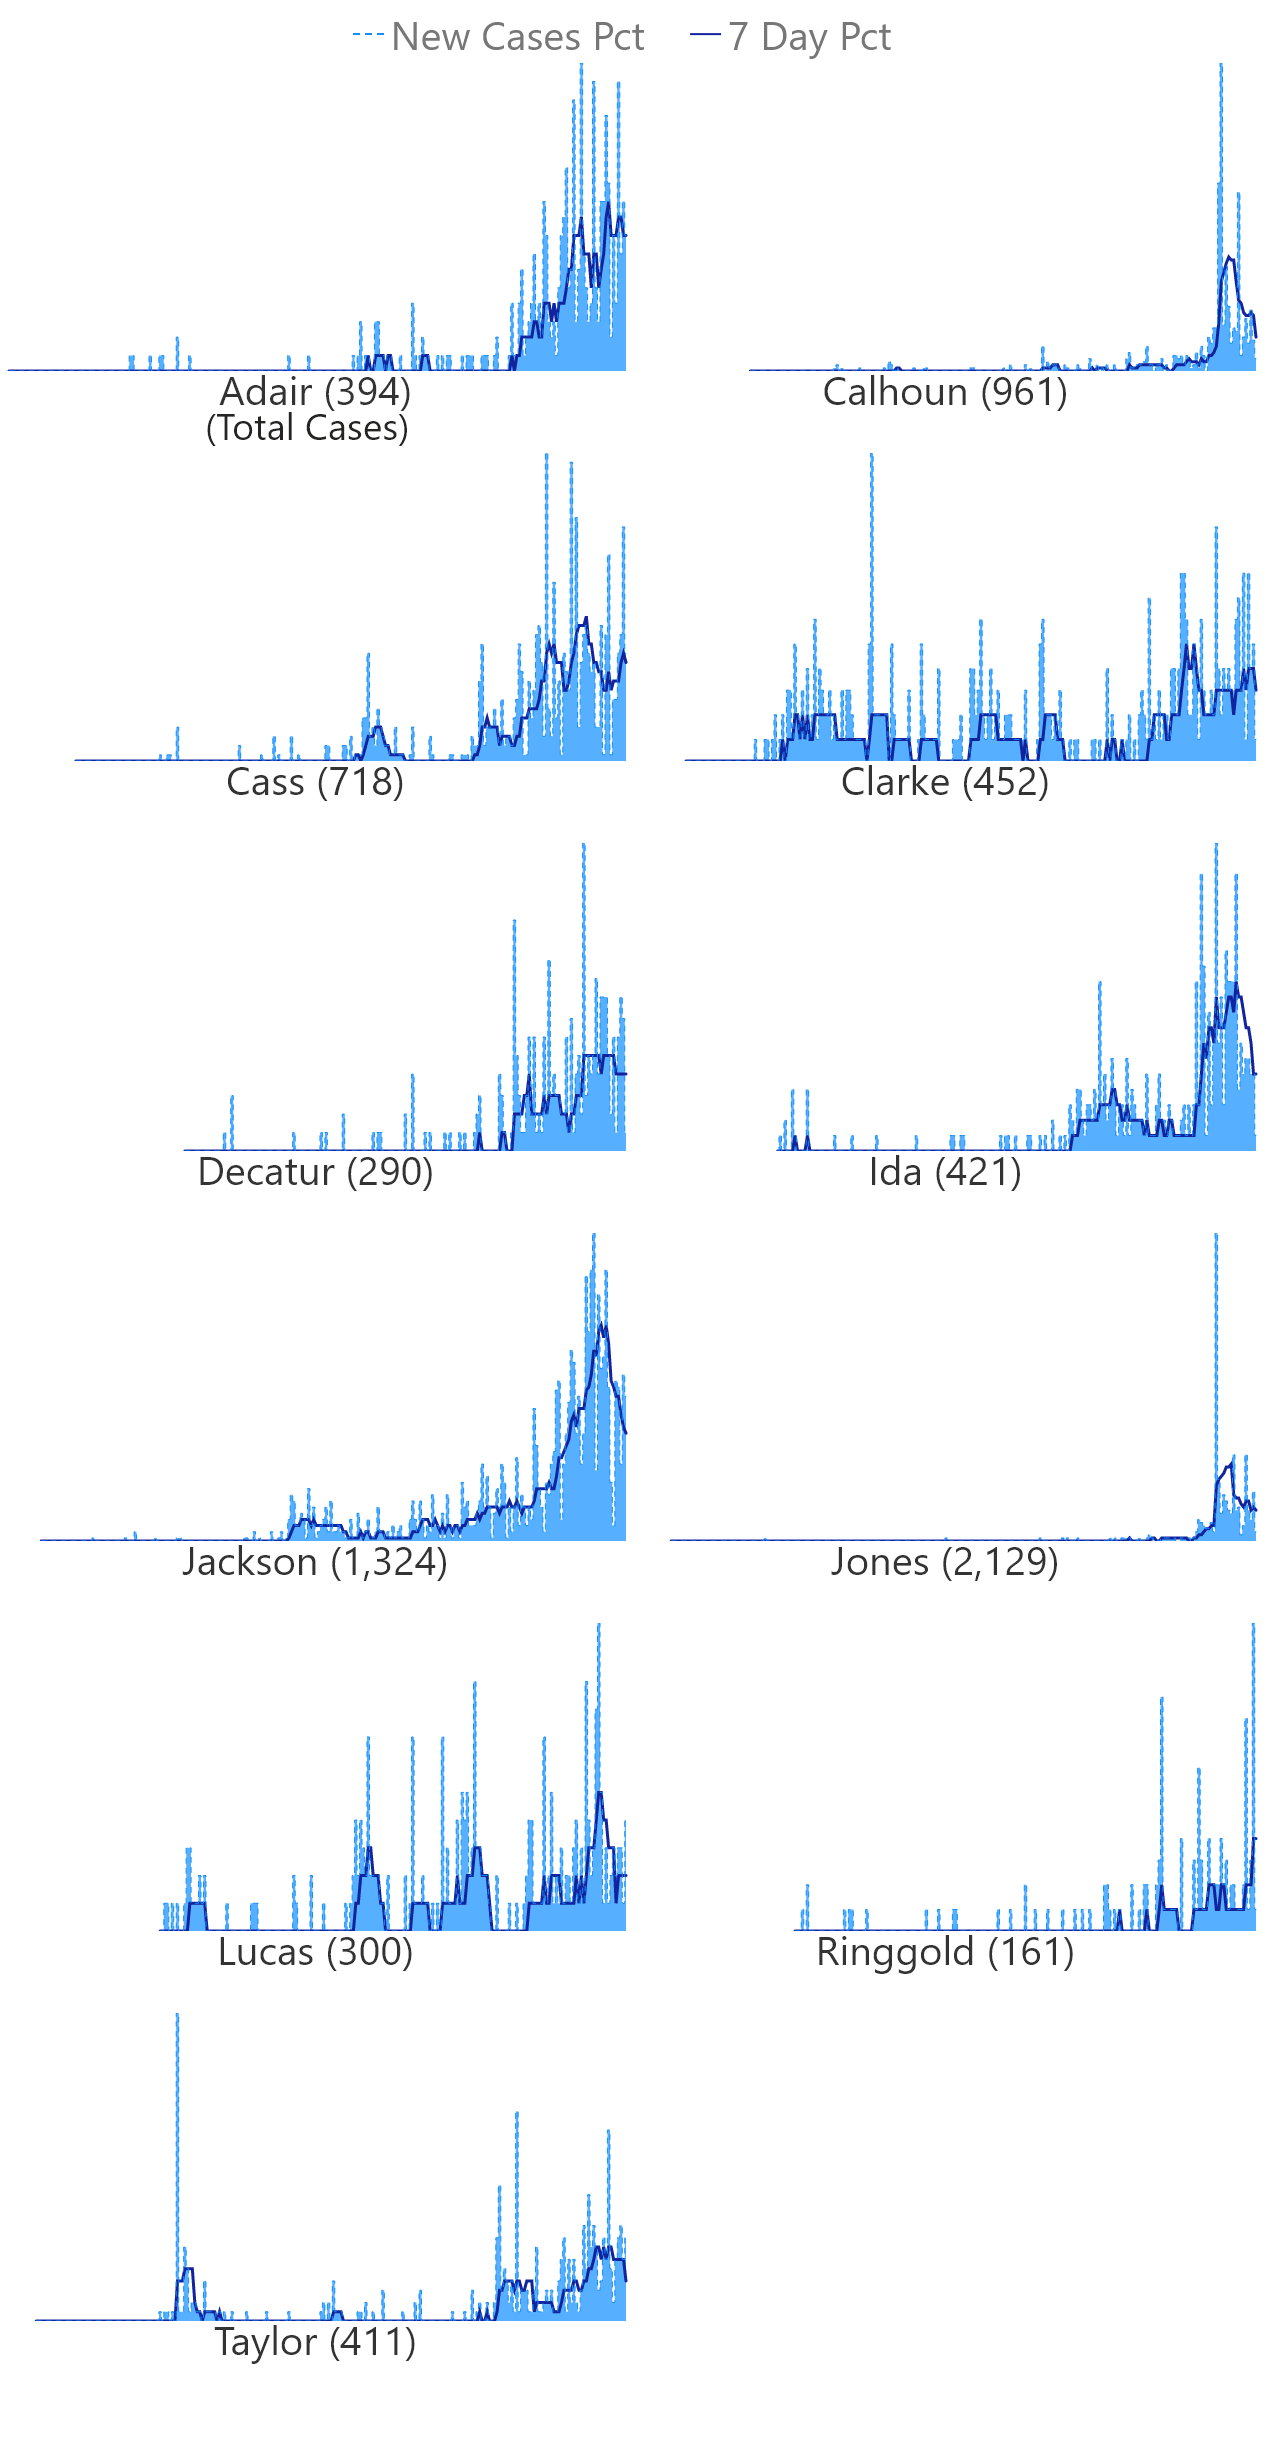 New Cases Pct 7 Day Pct
Adair (394)
(Total Cases)
Calhoun (961)
Cass (718)
Clarke (452)
Decatur (290)
Ida (421)
Jackson (1,324)
Jones (2,129)
Lucas (300)
Ringgold (161)
Taylor (411)